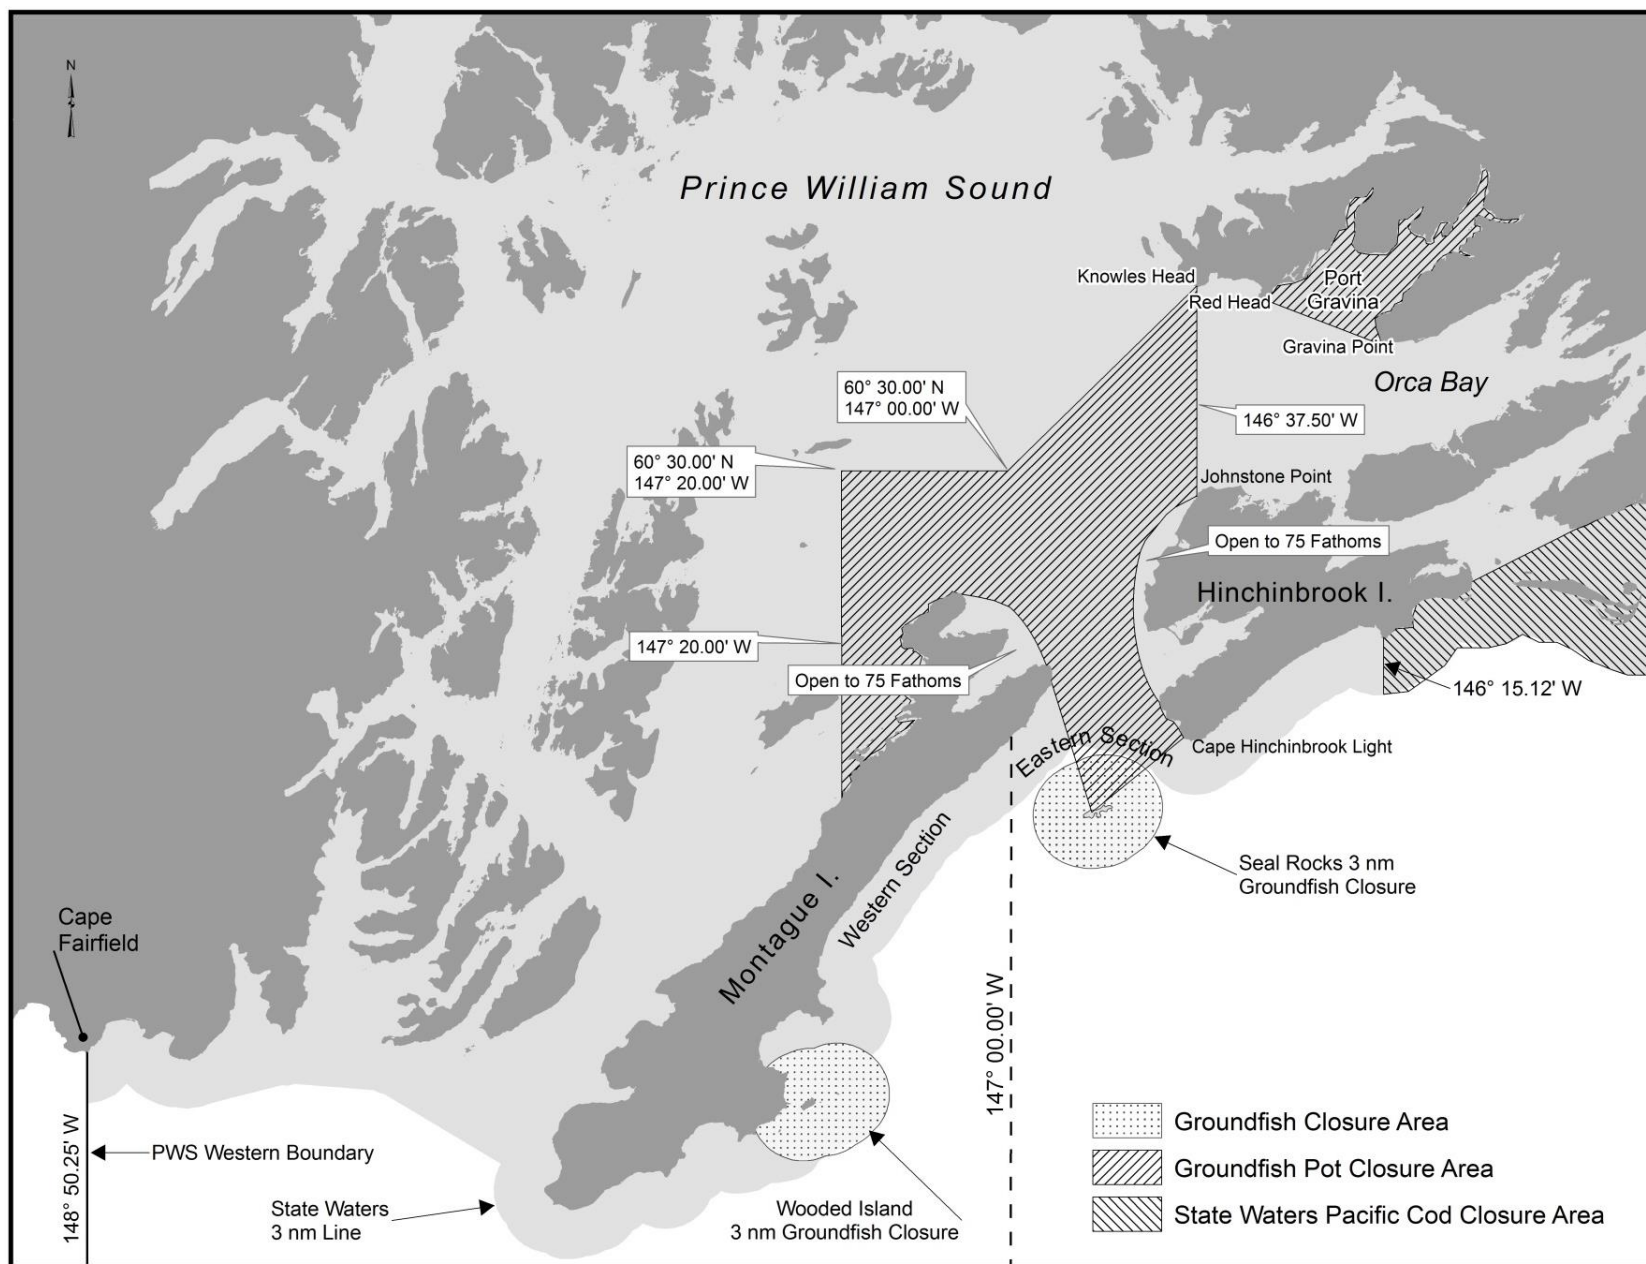 N
Prince William Sound
Knowles Head
Red Head
Port
Gravina
Gravina Point
Orca Bay
60° 30.00' N
147° 00.00' W
146° 37.50' W
60° 30.00' N
147° 20.00' W
Johnstone Point
Open to 75 Fathoms
Hinchinbrook I.
147° 20.00' W
Open to 75 Fathoms
146° 15.12' W
Eastern Section
Cape Hinchinbrook Light
Western Section
Seal Rocks 3 nm
Groundfish Closure
Montague I.
Cape
Fairfield
147° 00.00' W
148° 50.25' W
PWS Western Boundary
State Waters
3 nm Line
Wooded Island
3 nm Groundfish Closure
Groundfish Closure Area
Groundfish Pot Closure Area
State Waters Pacific Cod Closure Area